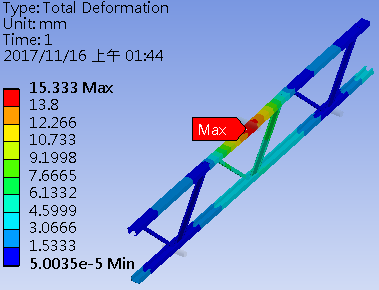 Type: Total Deformation
Unit: mm
Time: 1
2017/11/16 上午 01:44
15.333 Max
13.8
12.266
10.733
9.1998
7.6665
6.1332
4.5999
3.0666
1.5333
5.0035e-5 Min
Max